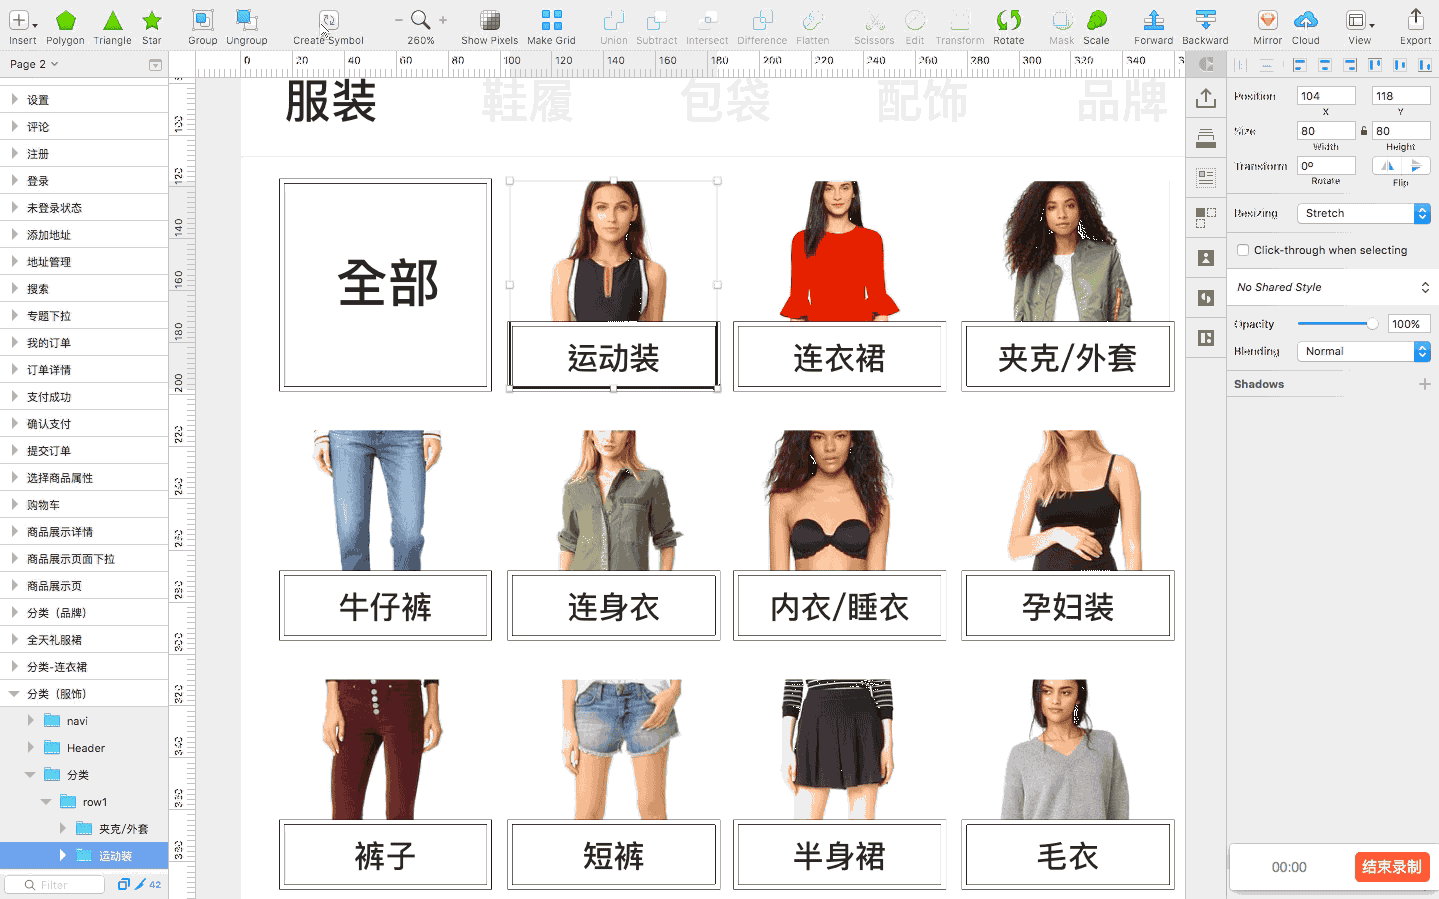 Insert Polygon Triangle Star Group Ungroup Create Symbol 260% Show Pixels Make Grid Union Subtract Intersect Difference Flatten Scissors Edit Transform Rotate Mask Scale Forward Backward Mirror Cloud View Export
Page 2
0 20 40 60 80 100 120 140 160 180 200 220 240 260 280 300 320 340
设置
评论
注册
登录
未登录状态
添加地址
地址管理
搜索
专题下拉
我的订单
订单详情
支付成功
确认支付
提交订单
选择商品属性
购物车
商品展示详情
商品展示页面下拉
商品展示页
分类（品牌）
全天礼服裙
分类-连衣裙
分类（服饰）
navi
Header
分类
row1
夹克/外套
运动装
Filter
42
100
120
140
160
180
200
220
240
300
320
340
服装 鞋履 包袋 配饰 品牌
全部
运动装
连衣裙
夹克/外套
牛仔裤
连身衣
内衣/睡衣
孕妇装
裤子
短裤
半身裙
毛衣
Position 104 118
X Y
Size 80 80
Width Height
Transform 0º
Rotate Flip
Resizing Stretch
Click-through when selecting
No Shared Style
Opacity 100%
Blending Normal
Shadows
00:00 结束录制